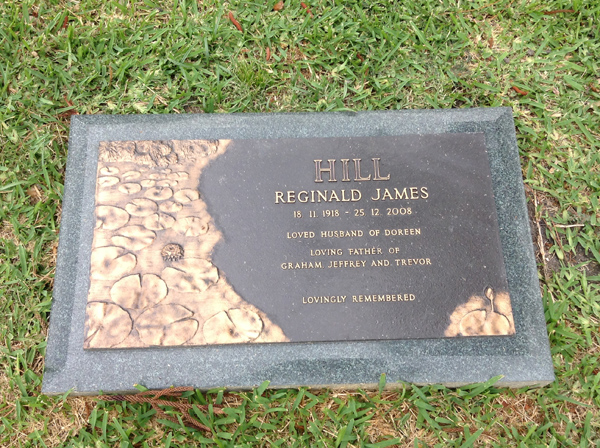 HILL
REGINALD JAMES
18 11 1918 - 25 12 2008
LOVED HUSBAND OF DOREEN
LOVING FATHER OF
GRAHAM, JEFFREY AND TREVOR
LOVINGLY REMEMBERED